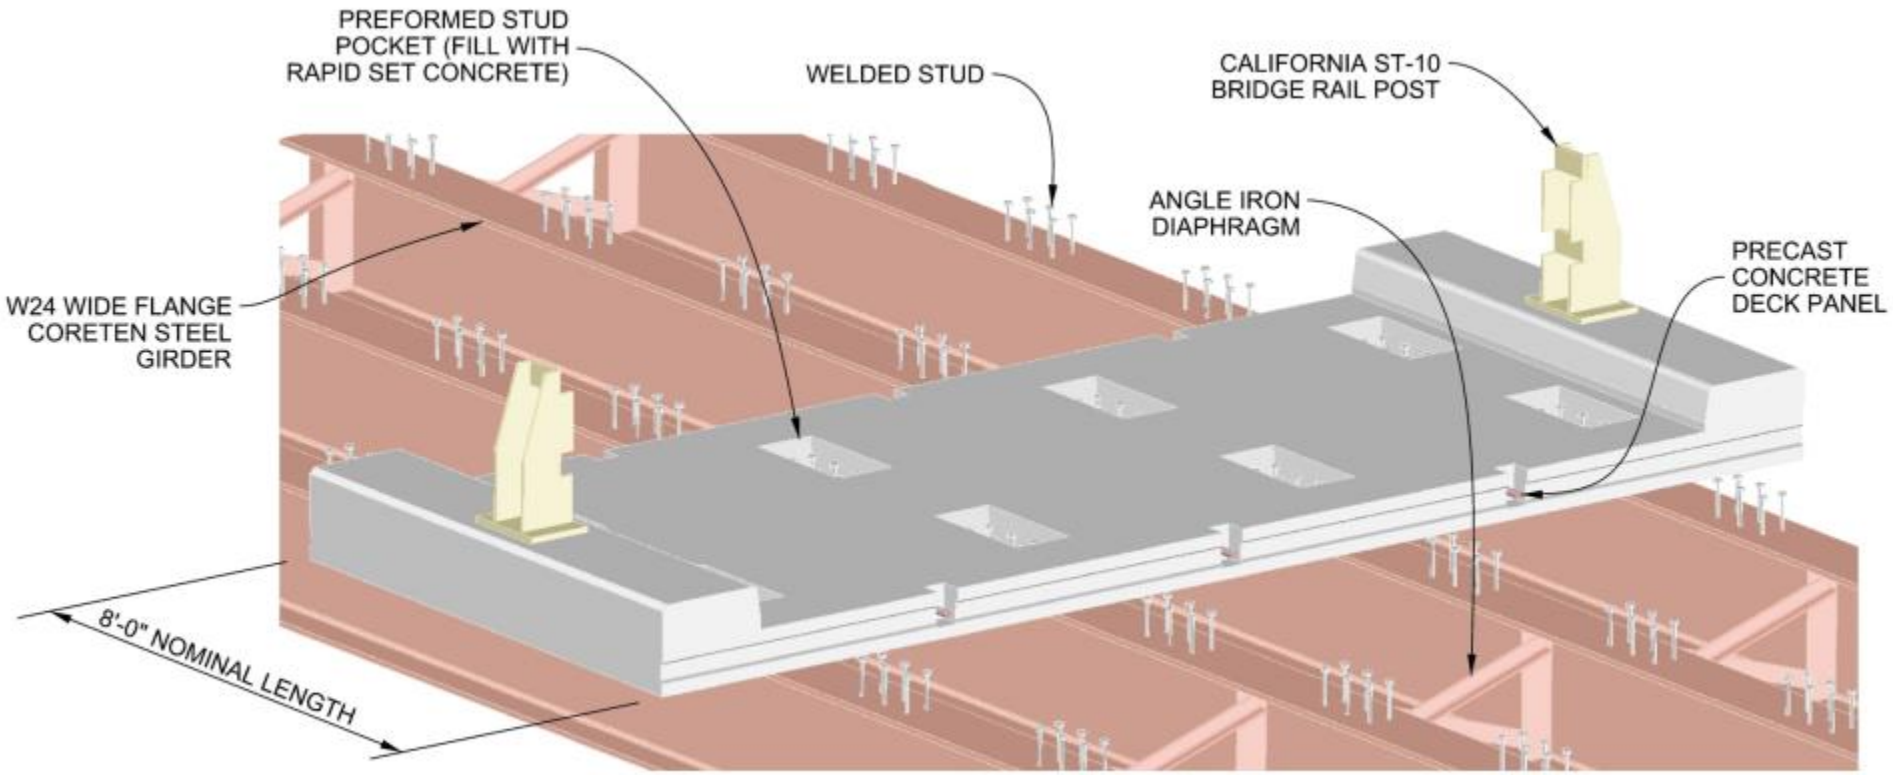 PREFORMED STUD
POCKET (FILL WITH
RAPID SET CONCRETE)
WELDED STUD
CALIFORNIA ST-10
BRIDGE RAIL POST
ANGLE IRON
DIAPHRAGM
PRECAST
CONCRETE
DECK PANEL
W24 WIDE FLANGE
CORETEN STEEL
GIRDER
8'-0" NOMINAL LENGTH